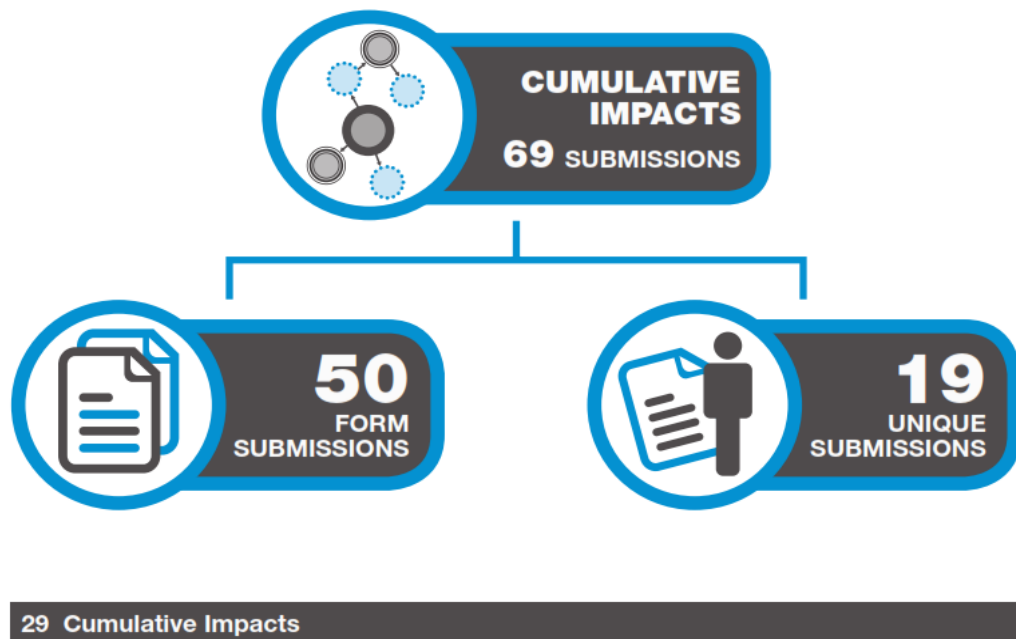 CUMULATIVE
IMPACTS
69 SUBMISSIONS
50
FORM
SUBMISSIONS
19
UNIQUE
SUBMISSIONS
29 Cumulative Impacts